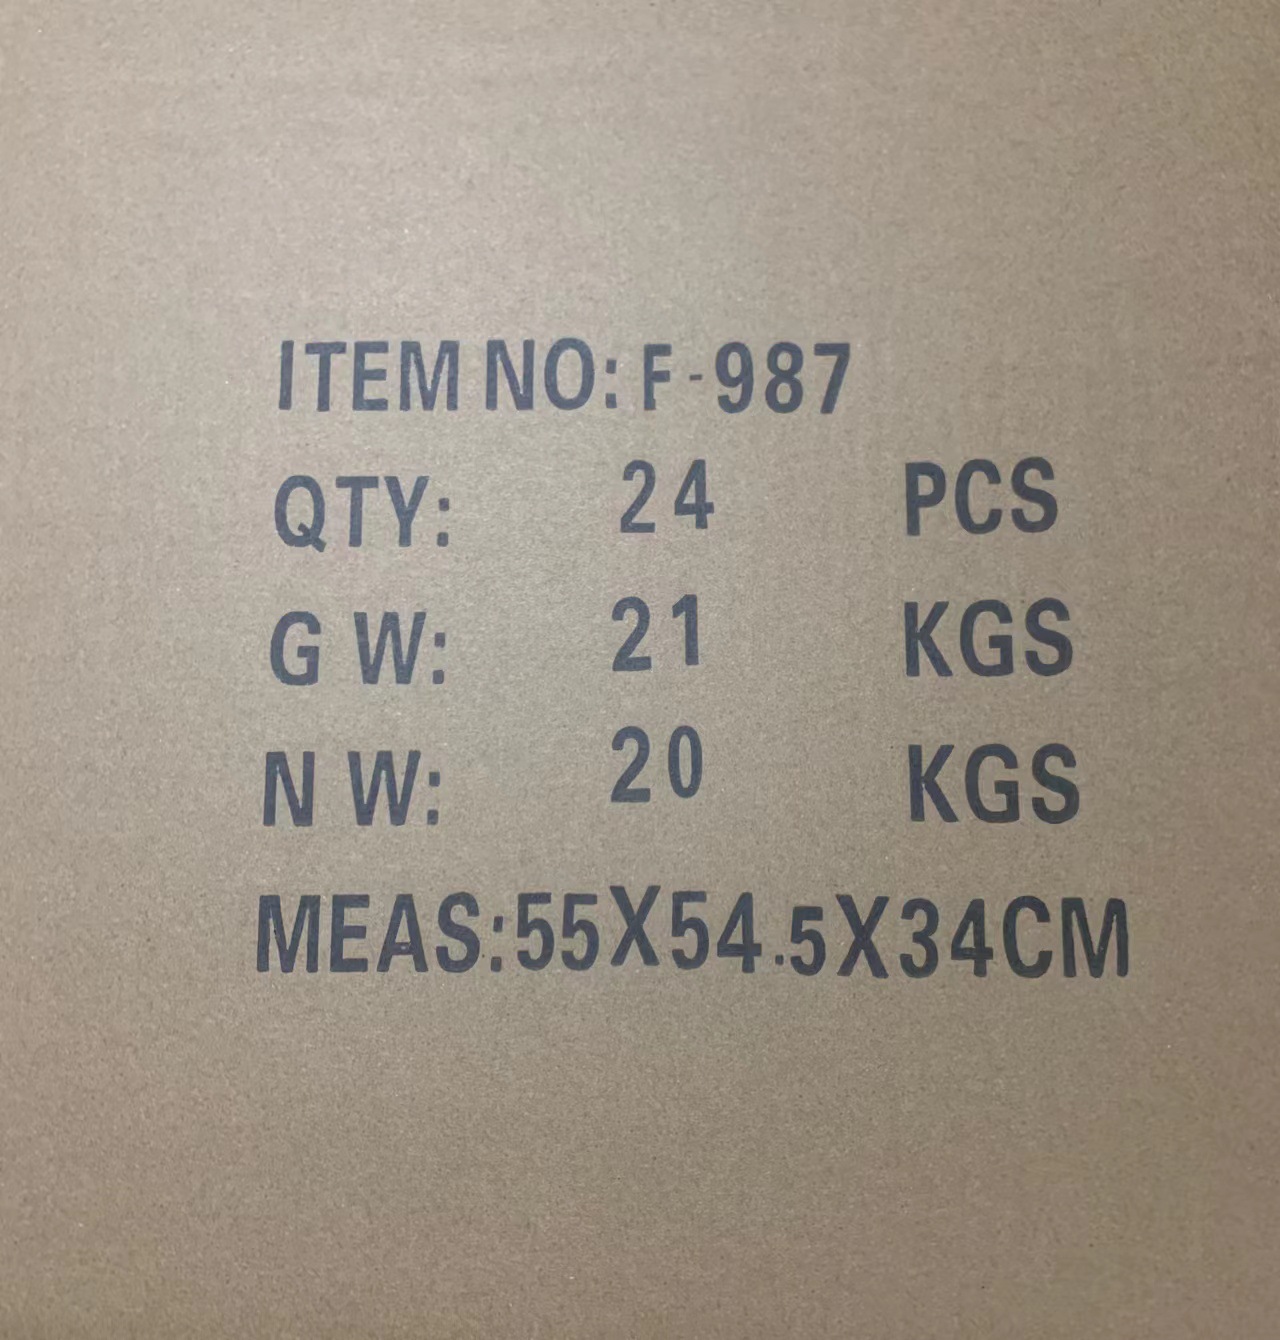 ITEM NO: F-987
QTY: 24 PCS
G W: 21 KGS
N W: 20 KGS
MEAS:55X54.5X34CM